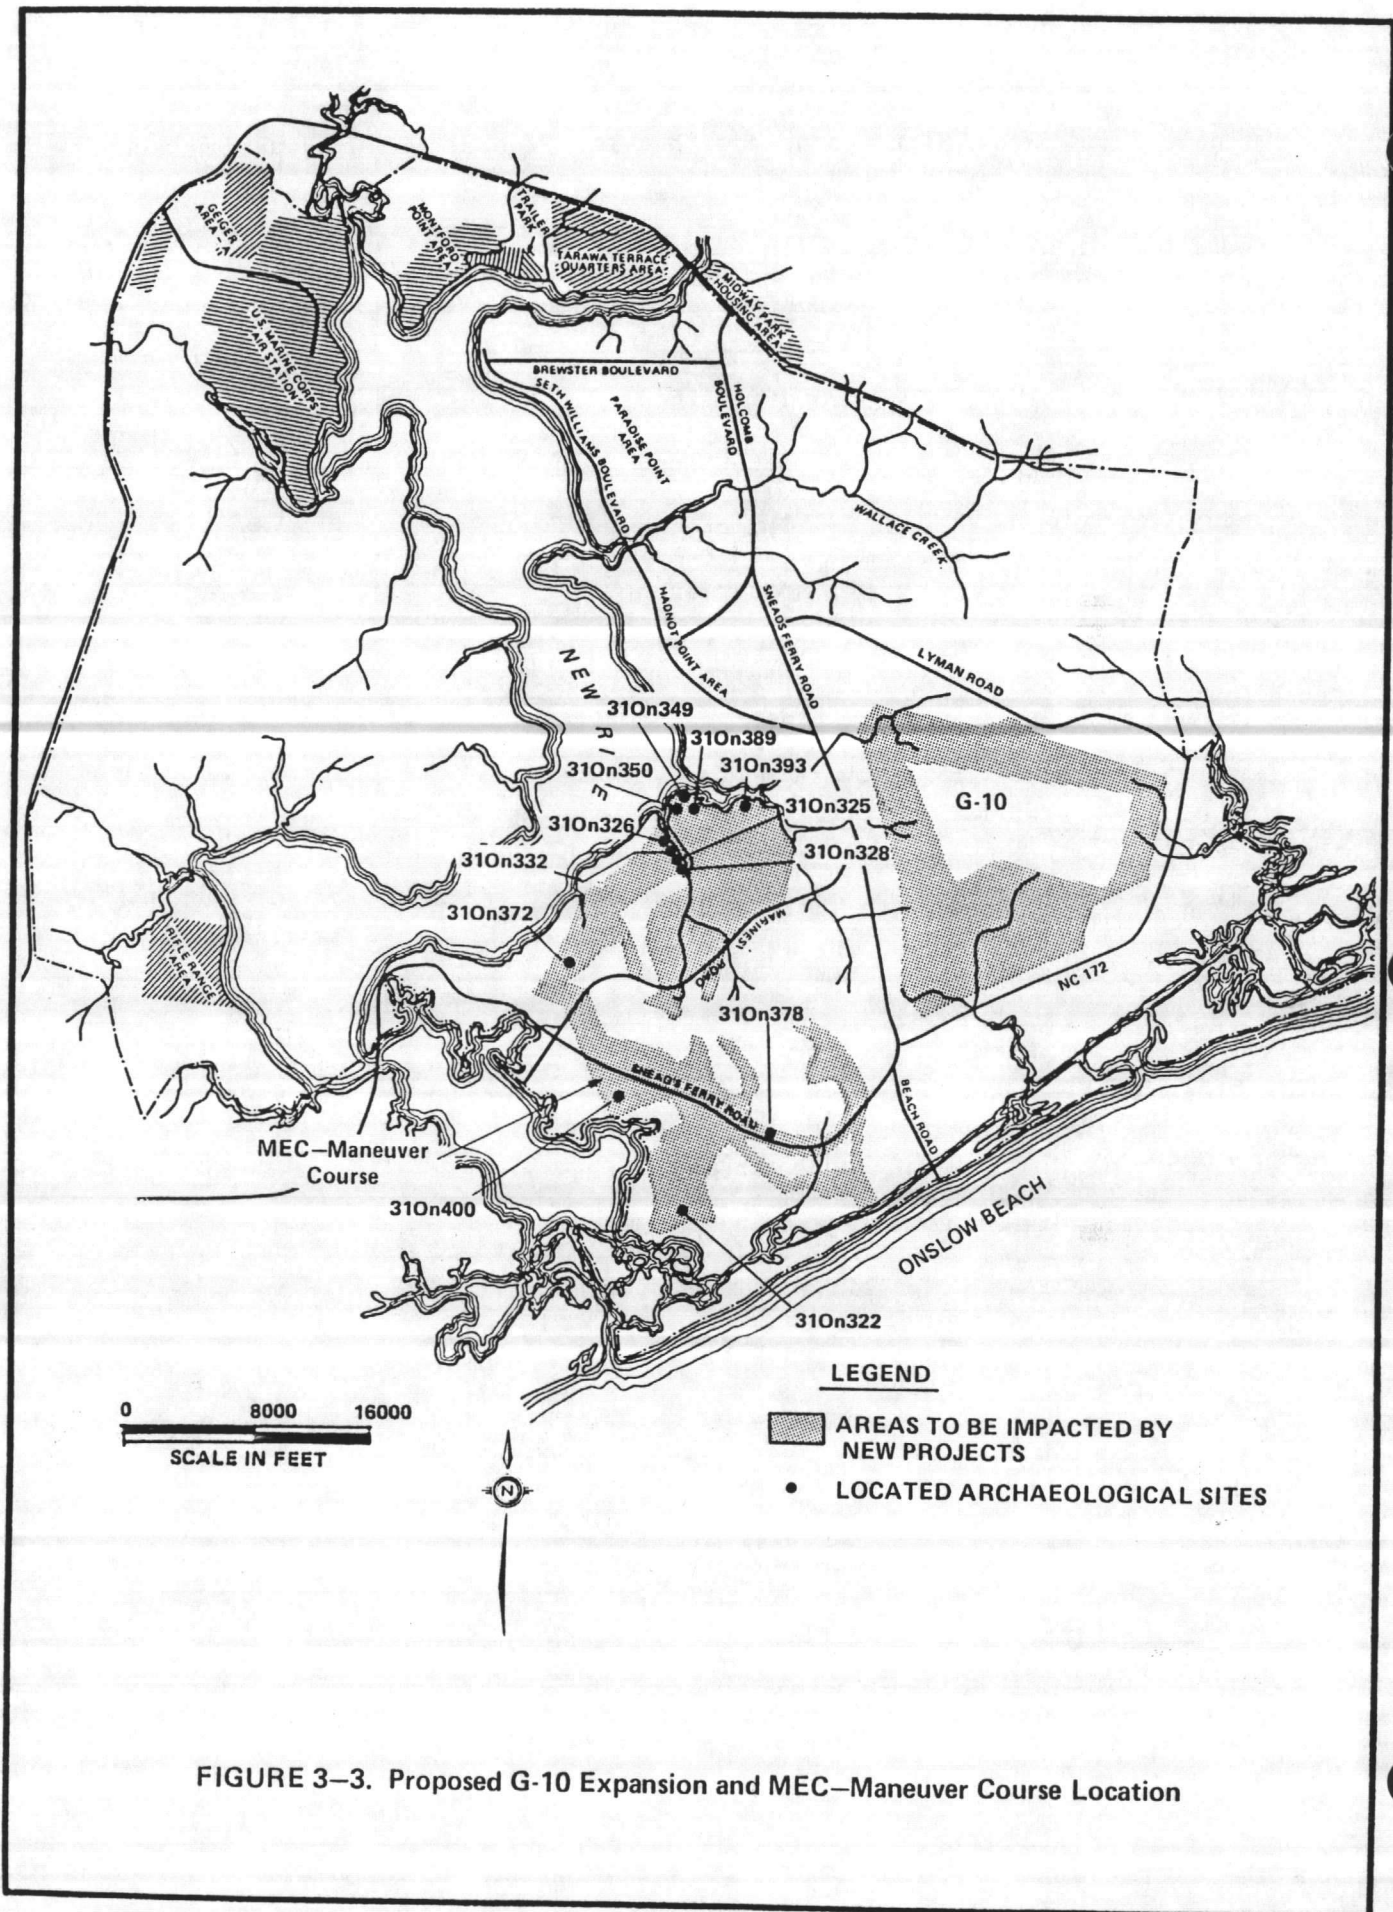 GEIGER
AREA-A
MONTFORD
POINT AREA
TRAILER
PARK
TARAWA TERRACE
QUARTERS AREA
MIDWAY PARK
HOUSING AREA
U.S. MARINE CORPS
AIR STATION
BREWSTER BOULEVARD
SETH WILLIAMS BOULEVARD
PARADISE POINT
AREA
HOLCOMB
BOULEVARD
WALLACE CREEK
HADNOT POINT AREA
SNEADS FERRY ROAD
LYMAN ROAD
NEW RIE
31On349
31On389
31On350
31On393
31On325
G-10
31On326
31On328
31On332
31On372
RIFLE RANGE
AREA
MARINES!
ROAD
NC 172
31On378
SNEAD'S FERRY ROAD
BEACH ROAD
MEC—Maneuver
Course
31On400
ONSLOW BEACH
31On322
LEGEND
AREAS TO BE IMPACTED BY
NEW PROJECTS
LOCATED ARCHAEOLOGICAL SITES
0 8000 16000
SCALE IN FEET
N
FIGURE 3—3. Proposed G-10 Expansion and MEC—Maneuver Course Location